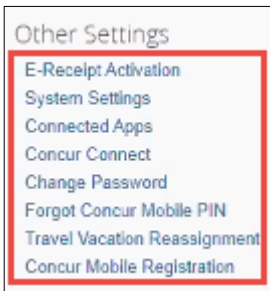 Other Settings
E-Receipt Activation
System Settings
Connected Apps
Concur Connect
Change Password
Forgot Concur Mobile PIN
Travel Vacation Reassignment
Concur Mobile Registration